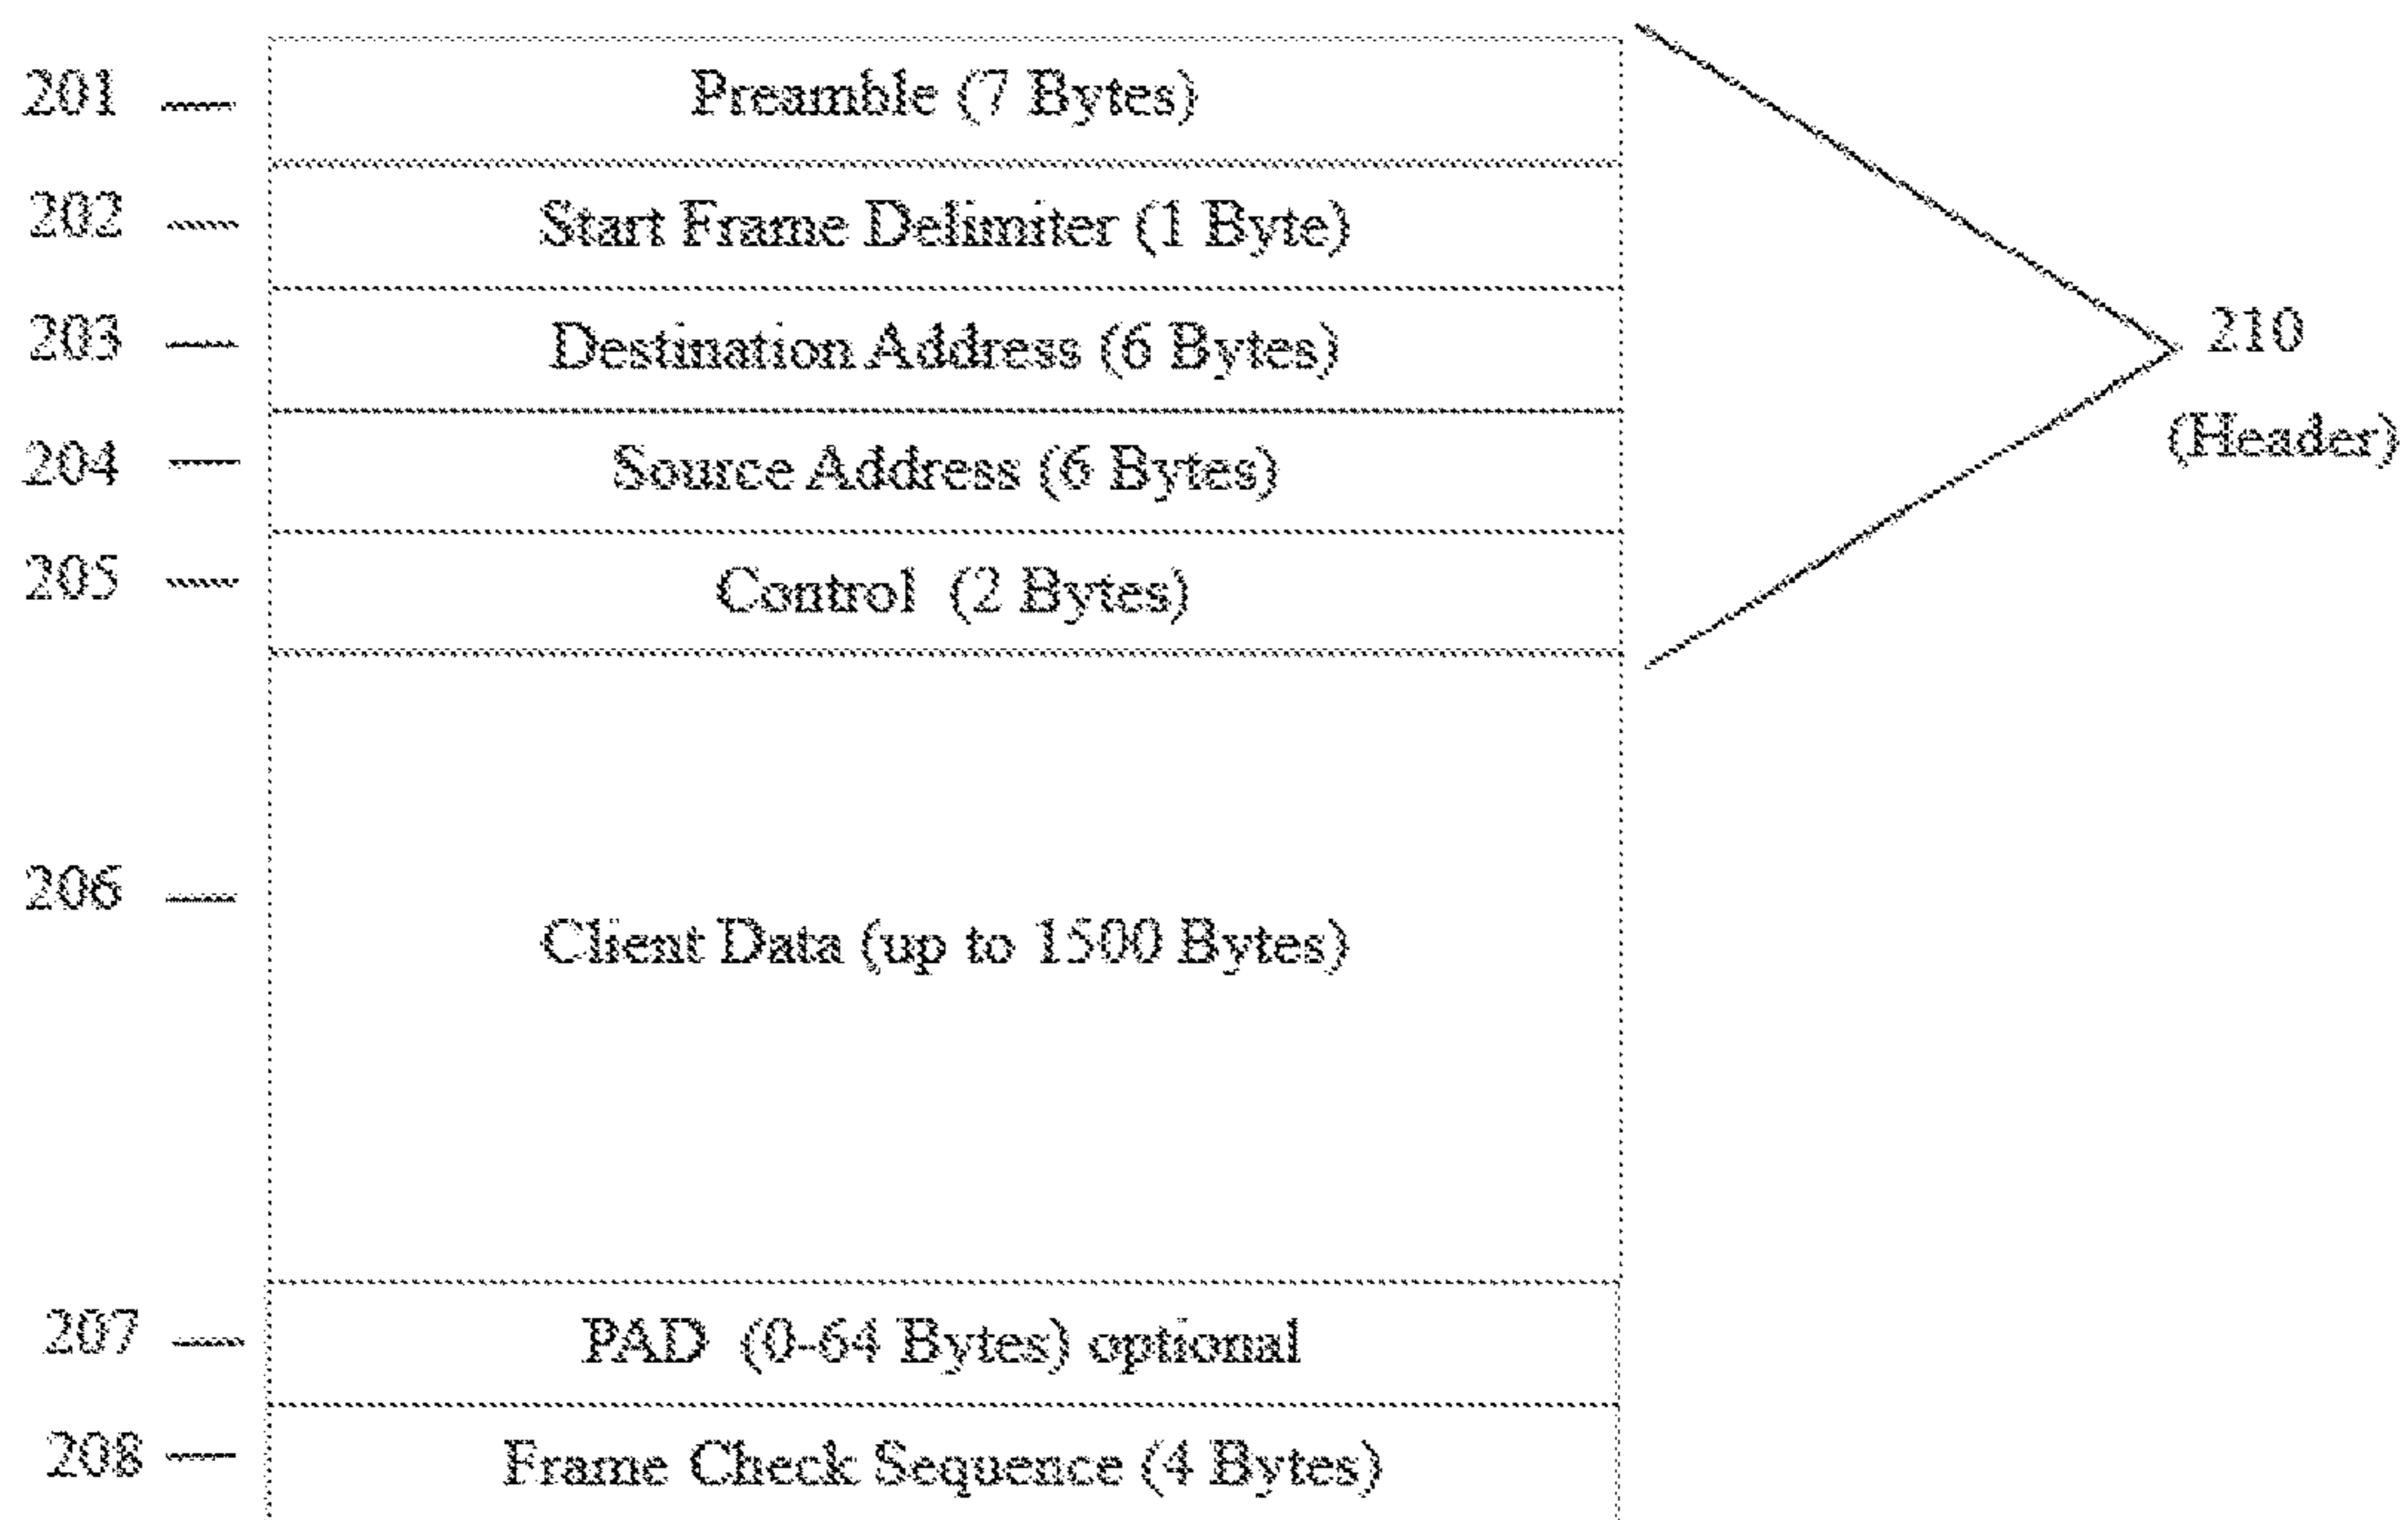 201 Preamble (7 Bytes)
202 Start Frame Delimiter (1 Byte)
203 Destination Address (6 Bytes)
210
(Header)
204 Source Address (6 Bytes)
205 Control (2 Bytes)
206 Client Data (up to 1500 Bytes)
207 PAD (0-64 Bytes) optional
208 Frame Check Sequence (4 Bytes)